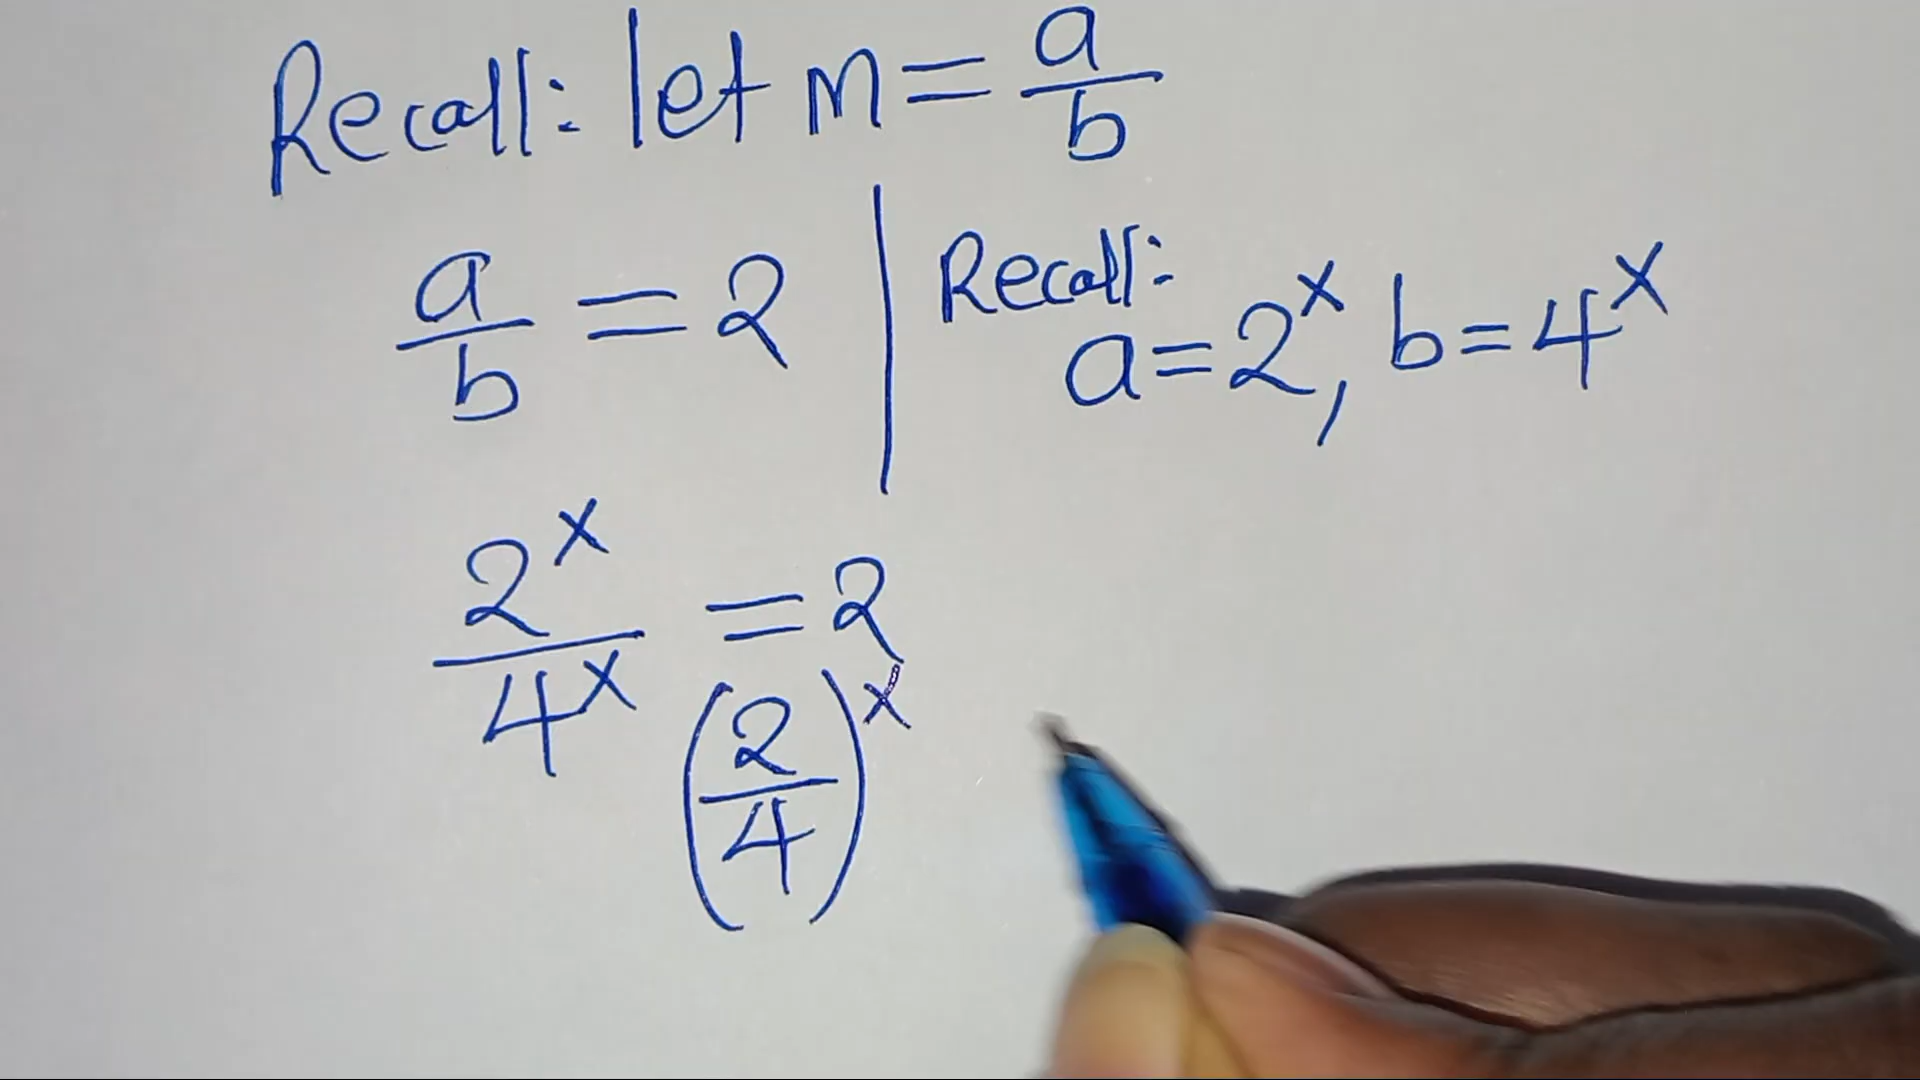 Recall: let m = a/b
a/b = 2 | Recall:
a = 2^x, b = 4^x
2^x/4^x = 2
(2/4)^x